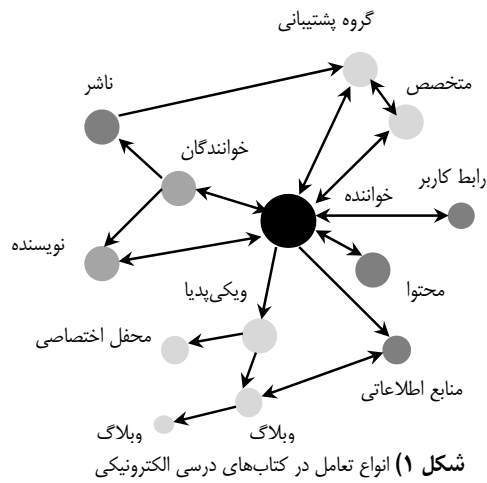 گروه پشتیبانی
متخصص
ناشر
خوانندگان
رابط کاربر
خواننده
نویسنده
ویکی‌پدیا
محتوا
محفل اختصاصی
منابع اطلاعاتی
وبلاگ
وبلاگ
شکل ۱) انواع تعامل در کتاب‌های درسی الکترونیکی